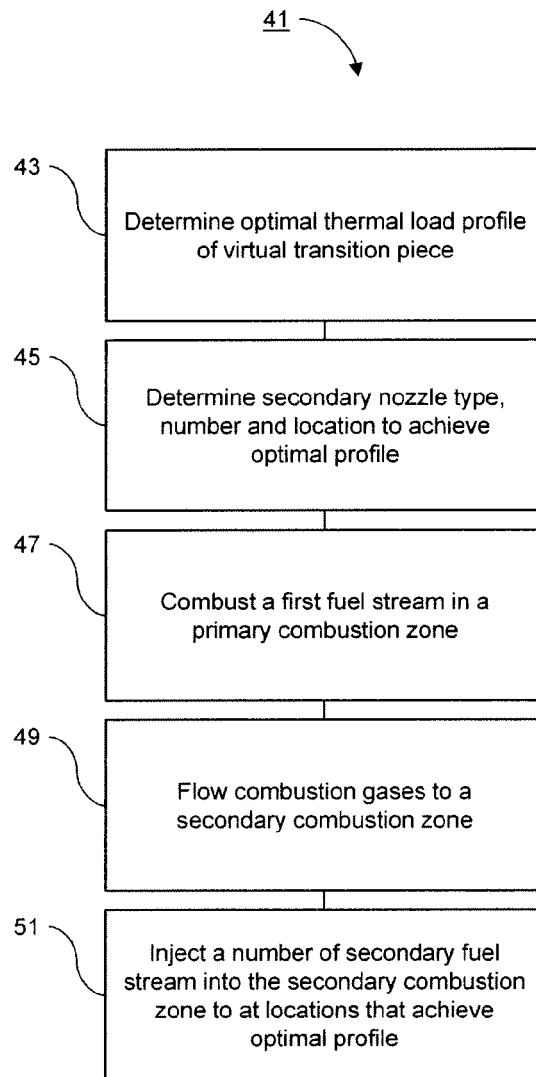 41
43
Determine optimal thermal load profile
of virtual transition piece
45
Determine secondary nozzle type,
number and location to achieve
optimal profile
47
Combust a first fuel stream in a
primary combustion zone
49
Flow combustion gases to a
secondary combustion zone
51
Inject a number of secondary fuel
stream into the secondary combustion
zone to at locations that achieve
optimal profile